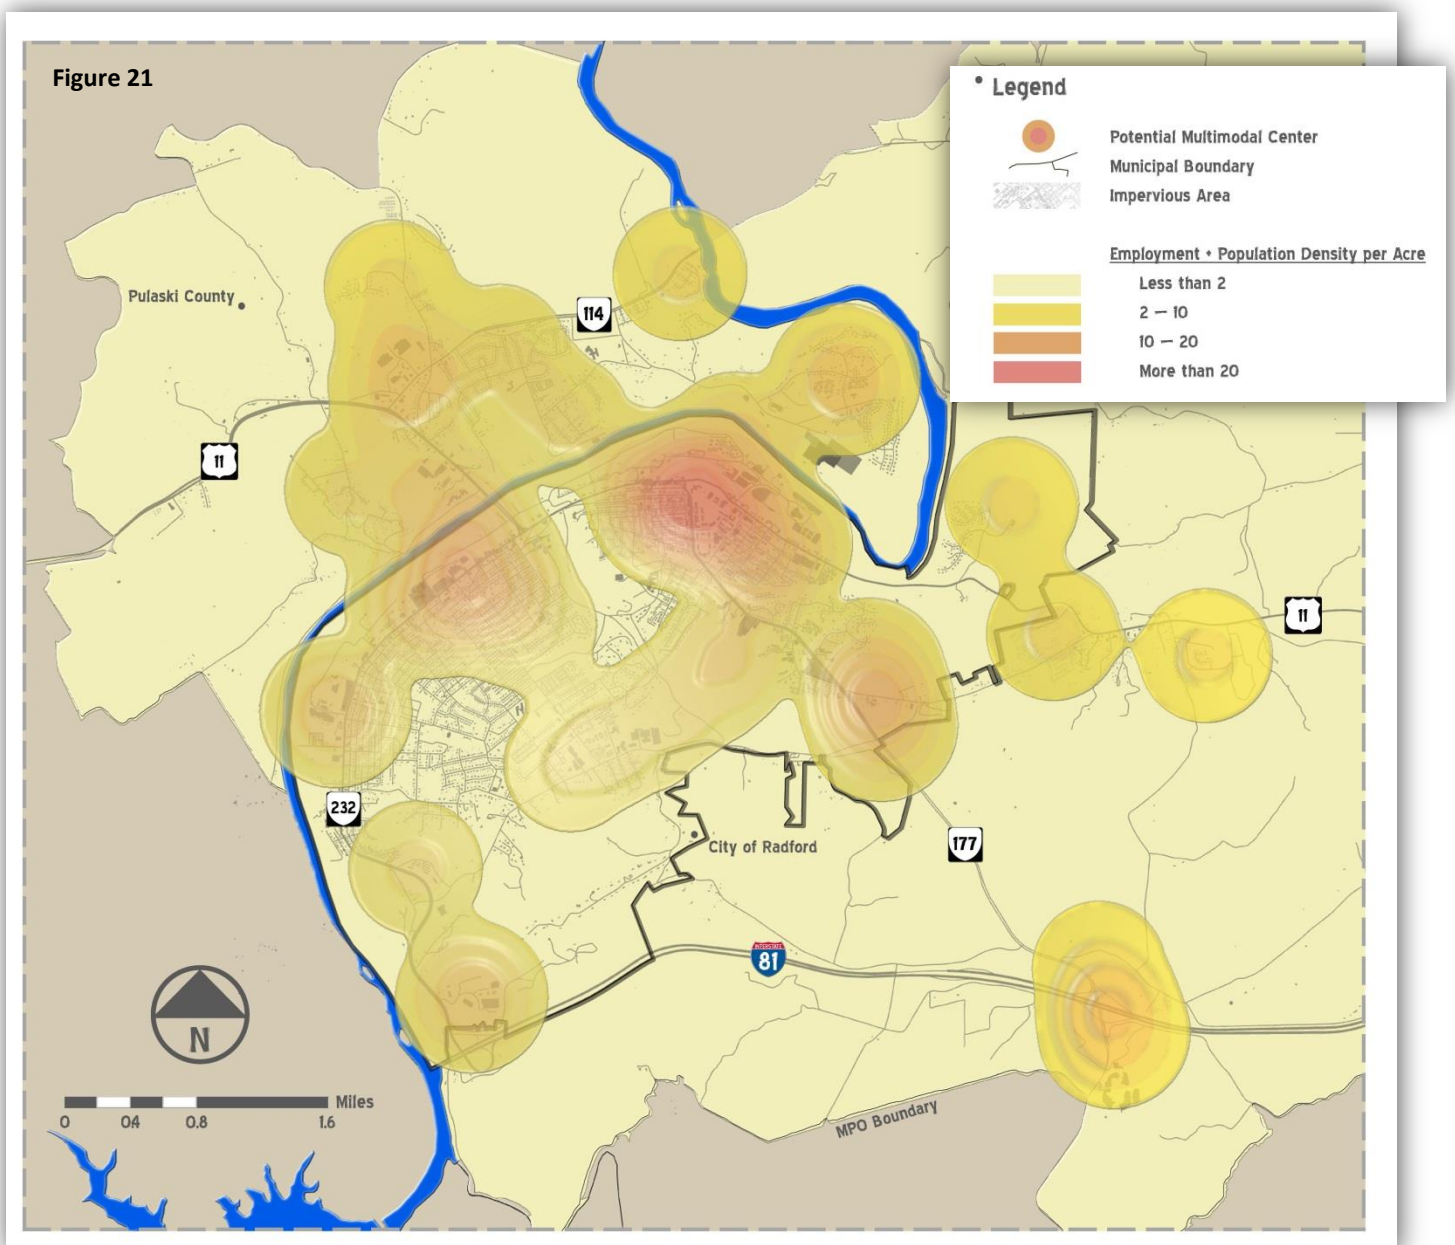 Figure 21
Legend
Potential Multimodal Center
Municipal Boundary
Impervious Area
Employment + Population Density per Acre
Less than 2
2 — 10
10 — 20
More than 20
Pulaski County
114
11
11
232
City of Radford
177
INTERSTATE
81
N
Miles
0 04 0.8 1.6
MPO Boundary